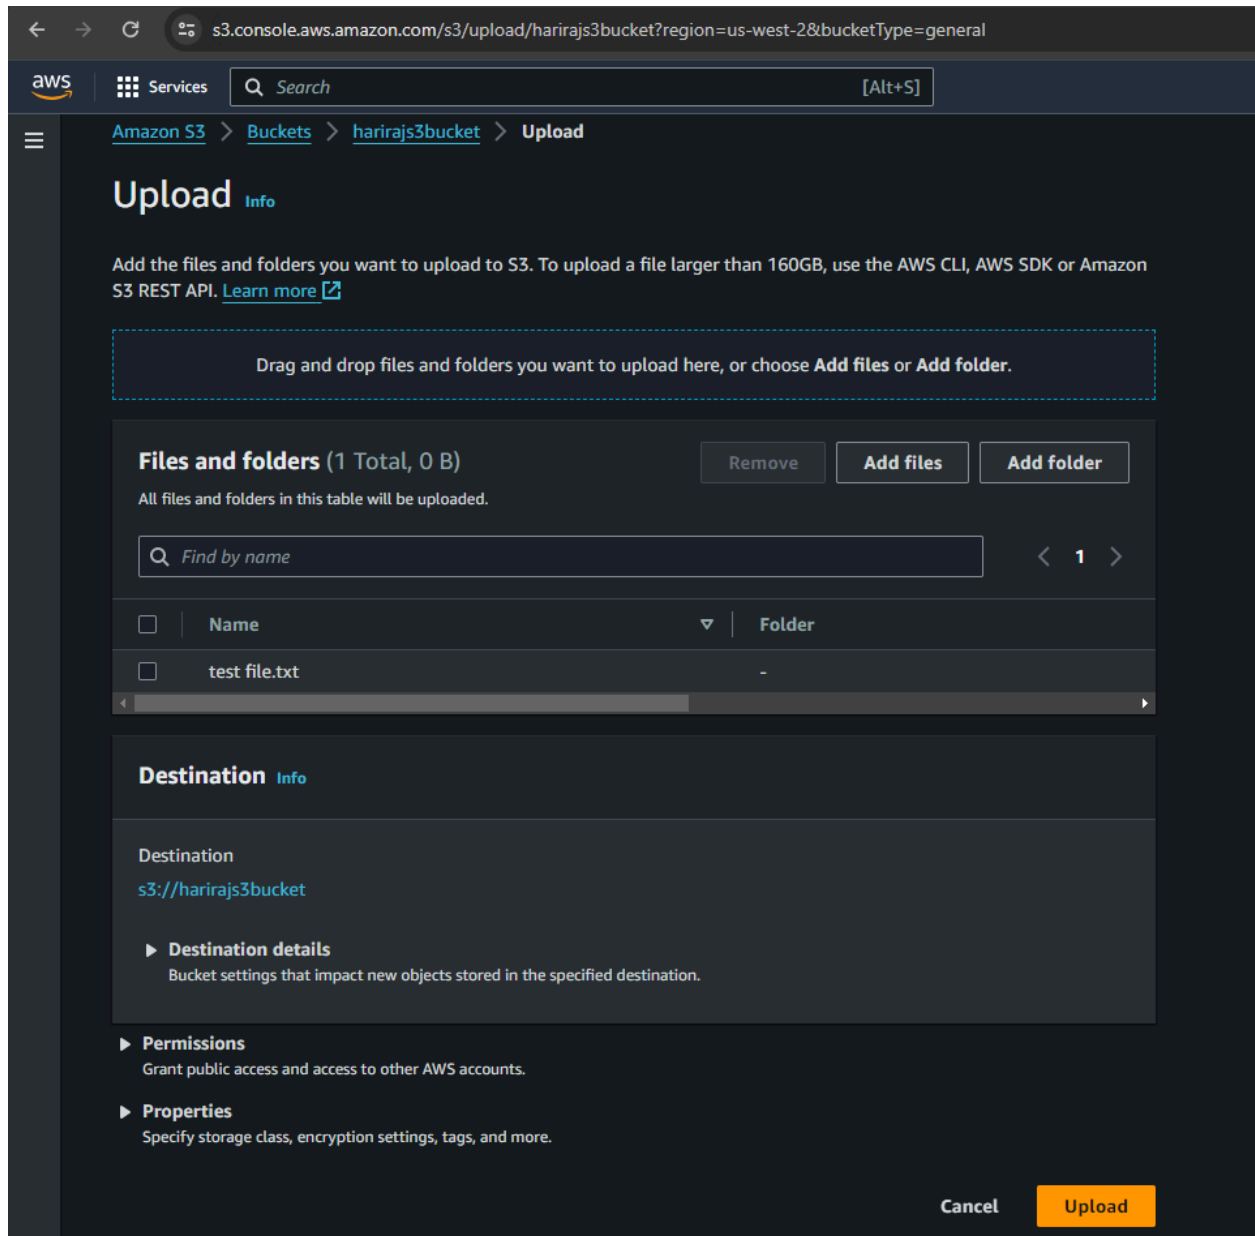 s3.console.aws.amazon.com/s3/upload/harirajs3bucket?region=us-west-2&bucketType=general
aws Services Search [Alt+S]
Amazon S3 > Buckets > harirajs3bucket > Upload
Upload Info
Add the files and folders you want to upload to S3. To upload a file larger than 160GB, use the AWS CLI, AWS SDK or Amazon
S3 REST API. Learn more
Drag and drop files and folders you want to upload here, or choose Add files or Add folder.
Files and folders (1 Total, 0 B) Remove Add files Add folder
All files and folders in this table will be uploaded.
Find by name 1
Name Folder
test file.txt -
Destination Info
Destination
s3://harirajs3bucket
Destination details
Bucket settings that impact new objects stored in the specified destination.
Permissions
Grant public access and access to other AWS accounts.
Properties
Specify storage class, encryption settings, tags, and more.
Cancel Upload